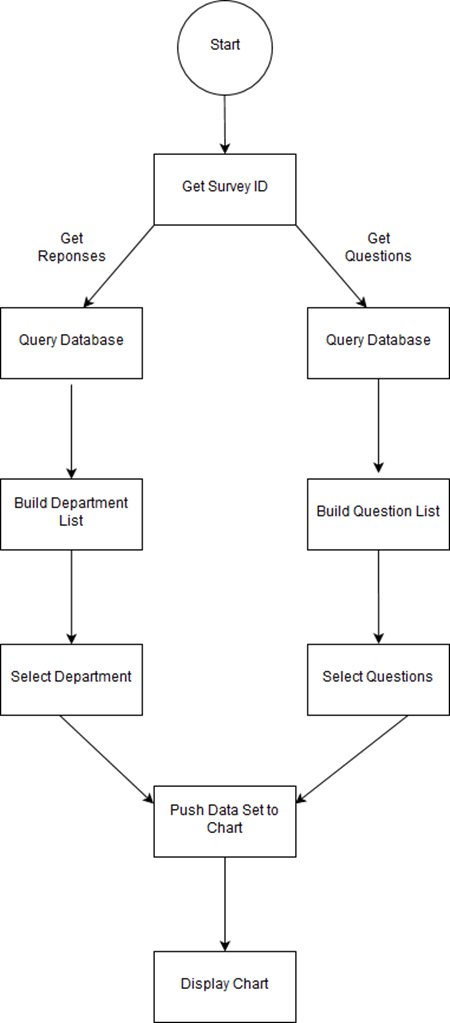 Start
Get Survey ID
Get
Reponses
Get
Questions
Query Database
Query Database
Build Department
List
Build Question List
Select Department
Select Questions
Push Data Set to
Chart
Display Chart